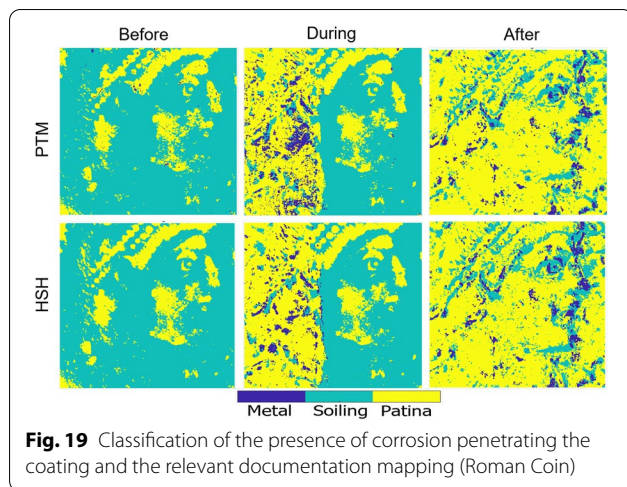 Before During After
PTM
HSH
Metal Soiling Patina
Fig. 19 Classification of the presence of corrosion penetrating the
coating and the relevant documentation mapping (Roman Coin)